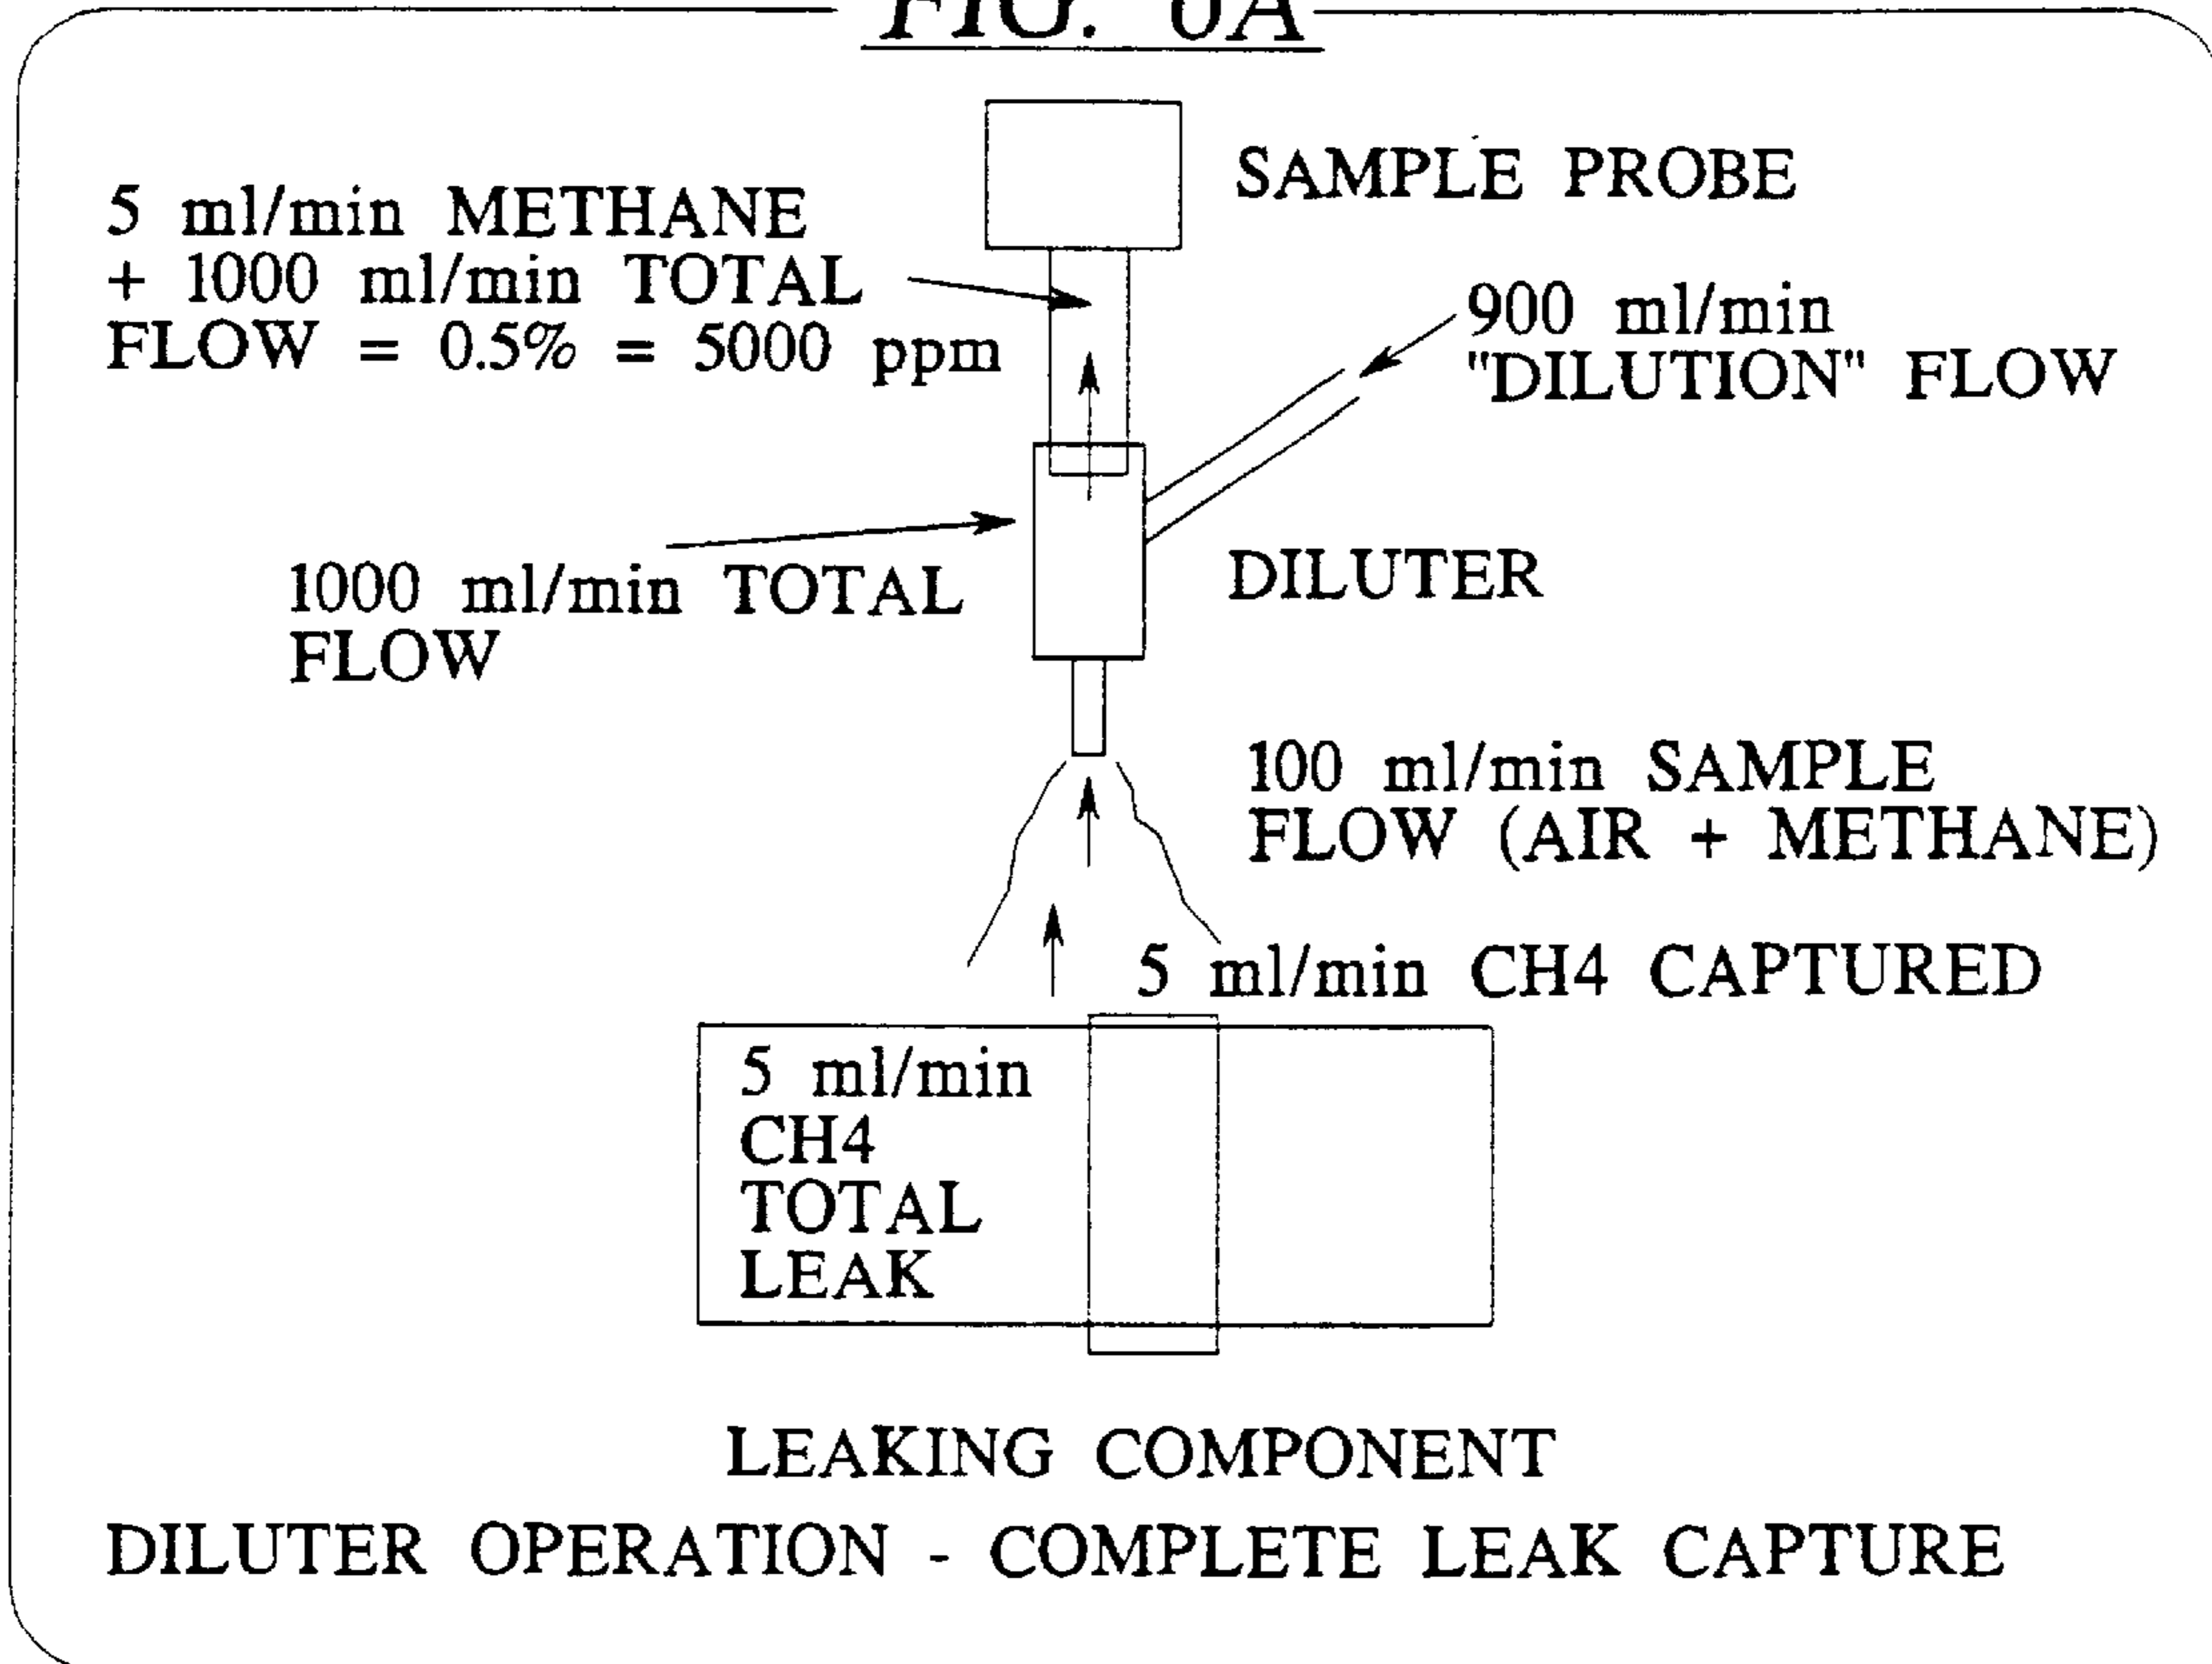 FIG.
SAMPLE PROBE
5 ml/min METHANE
+ 1000 ml/min TOTAL
FLOW = 0.5% = 5000 ppm
900 ml/min
"DILUTION" FLOW
1000 ml/min TOTAL
FLOW
DILUTER
100 ml/min SAMPLE
FLOW (AIR + METHANE)
5 ml/min CH4 CAPTURED
5 ml/min
CH4
TOTAL
LEAK
LEAKING COMPONENT
DILUTER OPERATION - COMPLETE LEAK CAPTURE